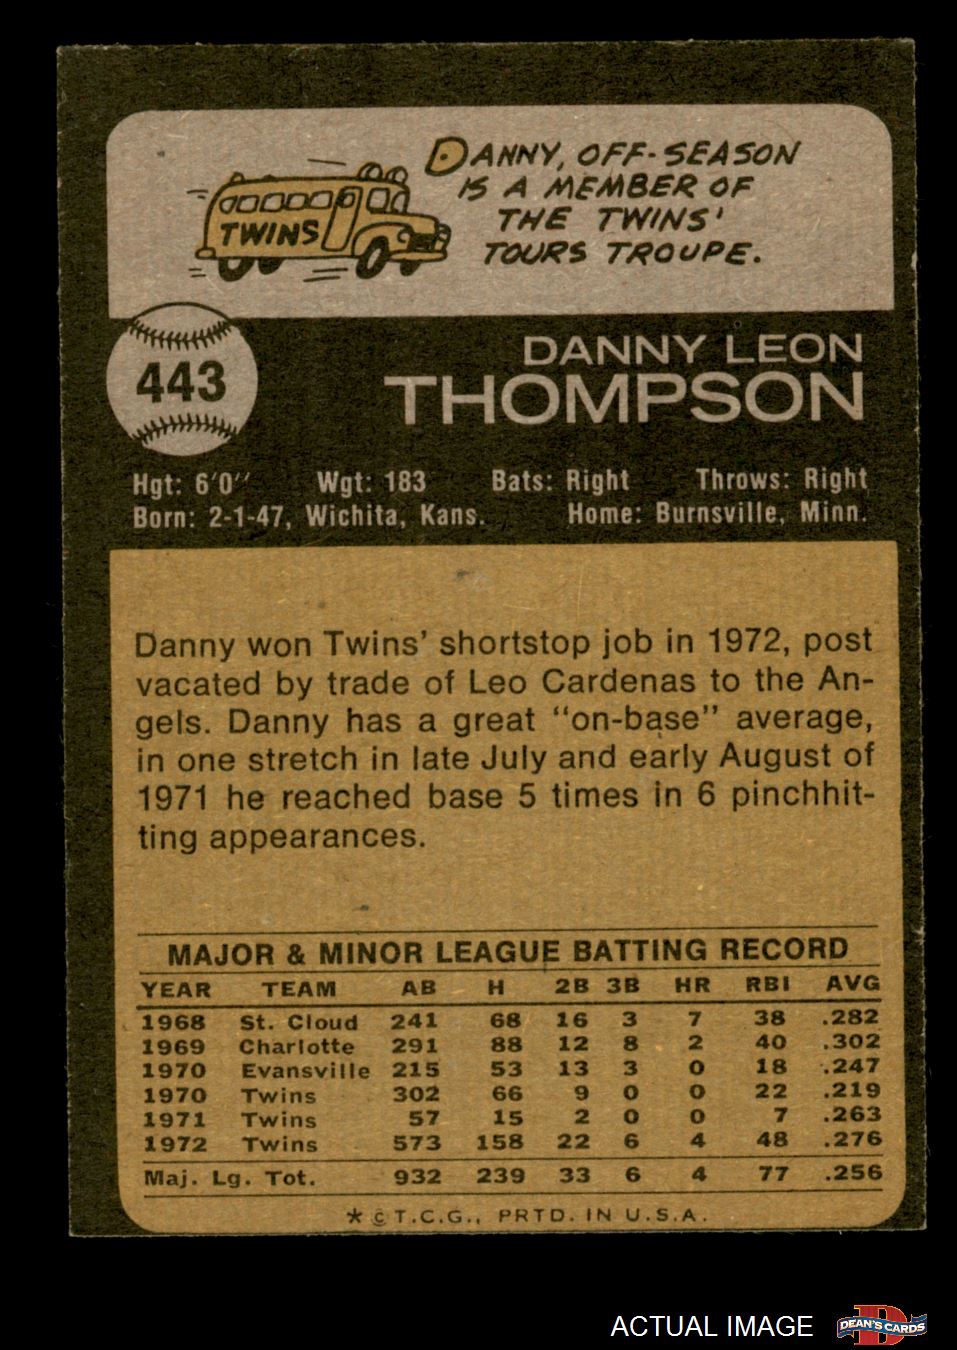 DANNY, OFF-SEASON
IS A MEMBER OF
THE TWINS'
TOURS TROUPE.
TWINS
443
DANNY LEON
THOMPSON
Hgt: 6'0" Wgt: 183 Bats: Right Throws: Right
Born: 2-1-47, Wichita, Kans. Home: Burnsville, Minn.
Danny won Twins' shortstop job in 1972, post
vacated by trade of Leo Cardenas to the An-
gels. Danny has a great "on-base" average,
in one stretch in late July and early August of
1971 he reached base 5 times in 6 pinchhit-
ting appearances.
MAJOR & MINOR LEAGUE BATTING RECORD
YEAR TEAM AB H 2B 3B HR RBI AVG
1968 St. Cloud 241 68 16 3 7 38 .282
1969 Charlotte 291 88 12 8 2 40 .302
1970 Evansville 215 53 13 3 0 18 .247
1970 Twins 302 66 9 0 0 22 .219
1971 Twins 57 15 2 0 0 7 .263
1972 Twins 573 158 22 6 4 48 .276
Maj. Lg. Tot. 932 239 33 6 4 77 .256
* © T.C.G., PRTD. IN U.S.A.
ACTUAL IMAGE
D
DEAN'S CARDS